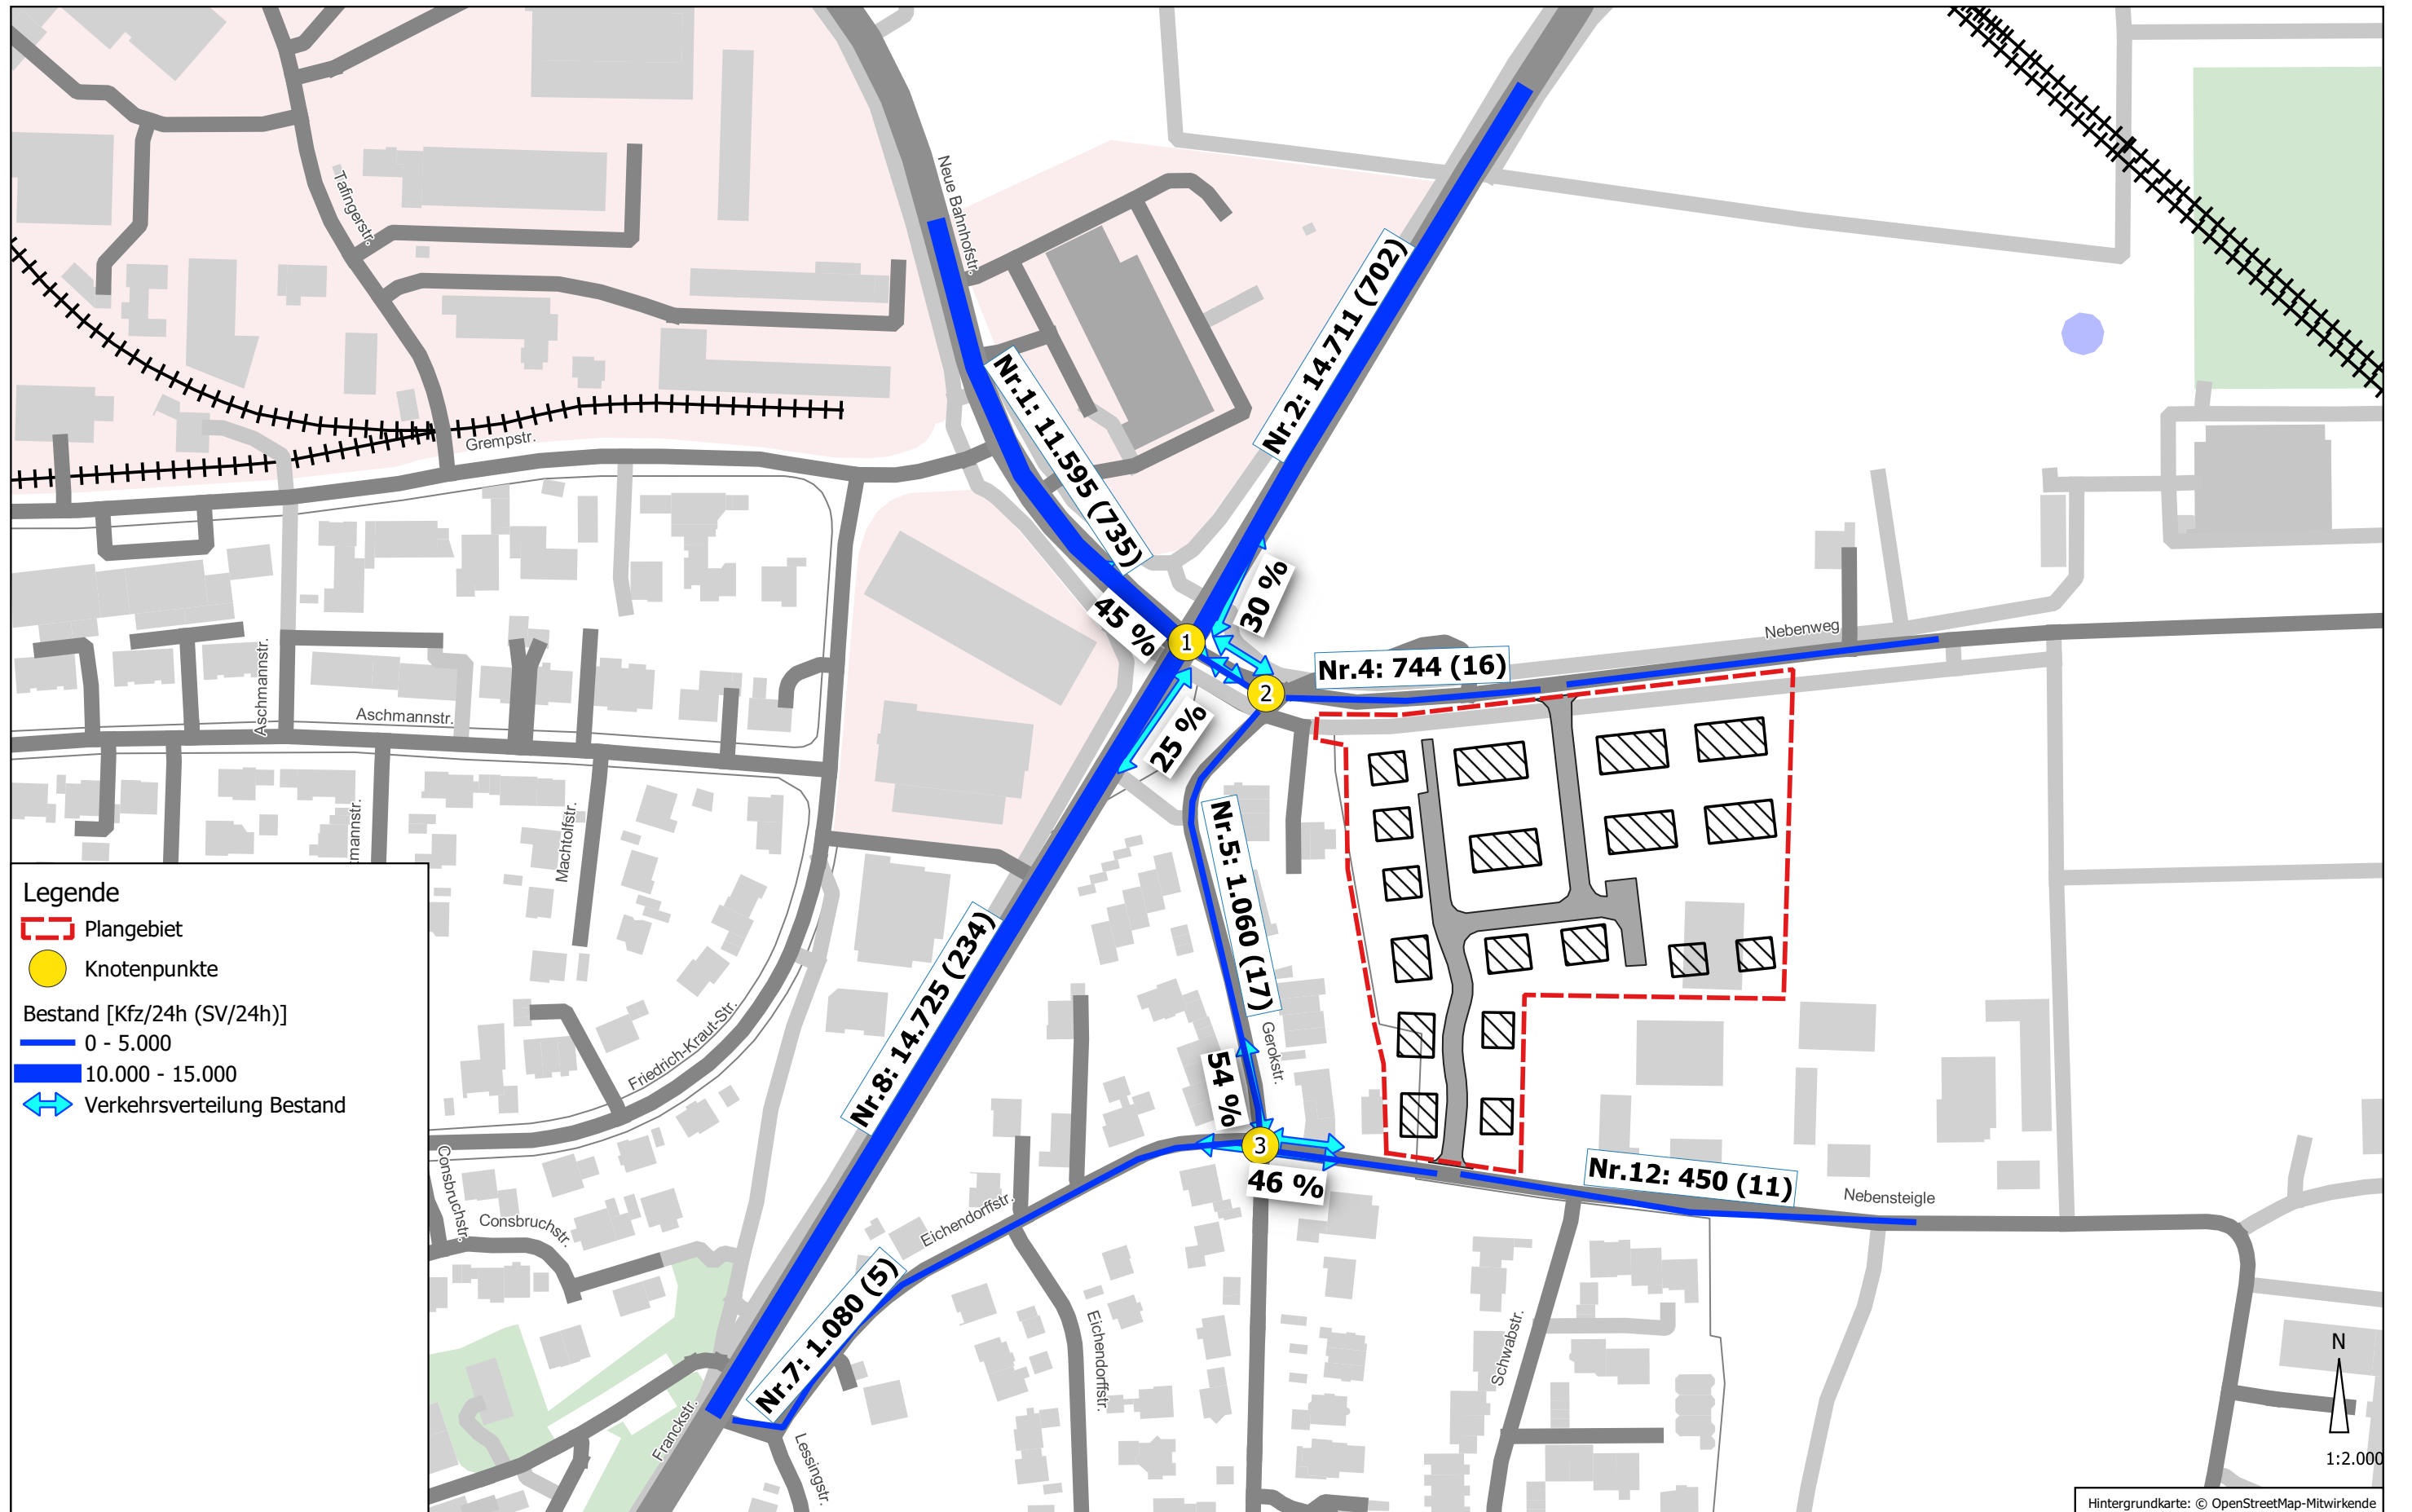 Tafingerstr.
Neue Bahnhofstr.
Grempstr.
Nr.1: 11.595 (735)
Nr.2: 14.711 (702)
45 %
30 %
1
2
25 %
Nr.4: 744 (16)
Nebenweg
Aschmannstr.
Aschmannstr.
mannstr.
Machtolfstr.
Nr.5: 1.060 (17)
Nr.8: 14.725 (234)
Gerokstr.
54 %
3
46 %
Friedrich-Kraut-Str.
Nr.12: 450 (11)
Nebensteigle
Consbruchstr.
Consbruchstr.
Eichendorffstr.
Eichendorffstr.
Nr.7: 1.080 (5)
Schwabstr.
Franckstr.
Lessingstr.
Legende
Plangebiet
Knotenpunkte
Bestand [Kfz/24h (SV/24h)]
0 - 5.000
10.000 - 15.000
Verkehrsverteilung Bestand
N
1:2.000
Hintergrundkarte: © OpenStreetMap-Mitwirkende